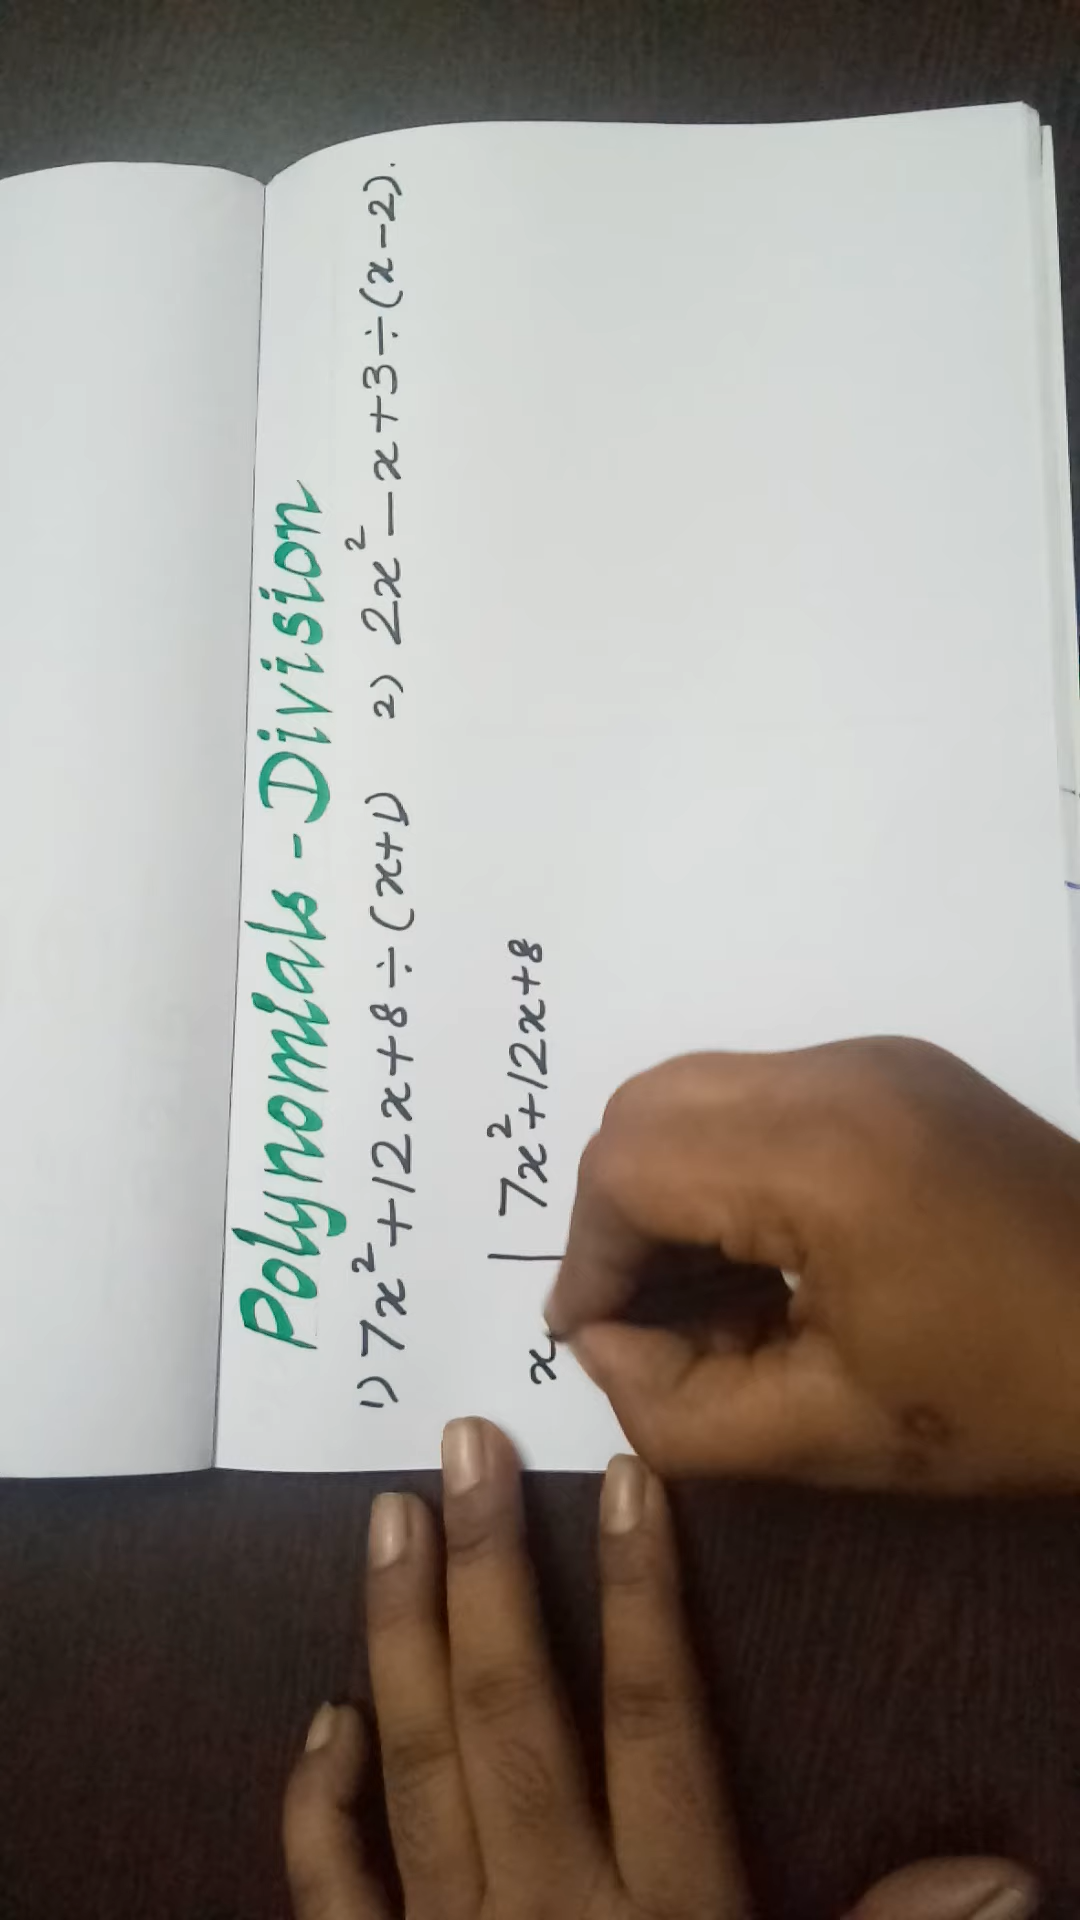 Polynomials - Division
1) 7x²+12x+8÷(x+1) 2) 2x²-x+3÷(x-2).
x | 7x²+12x+8